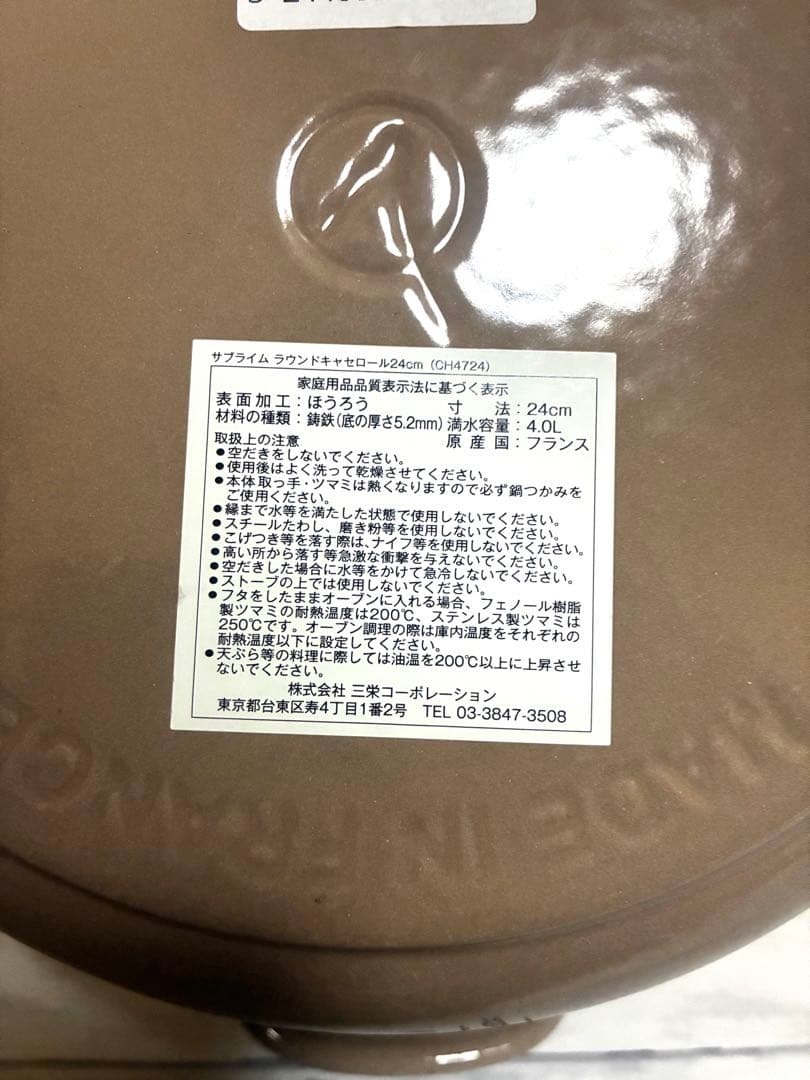 サブライム ラウンドキャセロール24cm（CH4724）
家庭用品品質表示法に基づく表示
表面加工：ほうろう 寸 法：24cm
材料の種類：鋳鉄（底の厚さ5.2mm） 満水容量：4.0L
原 産 国：フランス
取扱上の注意
●空だきをしないでください。
●使用後はよく洗って乾燥させてください。
●本体取っ手・ツマミは熱くなりますので必ず鍋つかみを
ご使用ください。
●縁まで水等を満たした状態で使用しないでください。
●スチールたわし、磨き粉等を使用しないでください。
●こげつき等を落す際は、ナイフ等を使用しないでください。
●高い所から落す等急激な衝撃を与えないでください。
●空だきした場合に水等をかけて急冷しないでください。
●ストーブの上では使用しないでください。
●フタをしたままオーブンに入れる場合、フェノール樹脂
製ツマミの耐熱温度は200℃、ステンレス製ツマミは
250℃です。オーブン調理の際は庫内温度をそれぞれの
耐熱温度以下に設定してください。
●天ぷら等の料理に際しては油温を200℃以上に上昇させ
ないでください。
株式会社 三栄コーポレーション
東京都台東区寿4丁目1番2号 TEL 03-3847-3508
MADE IN FRANCE